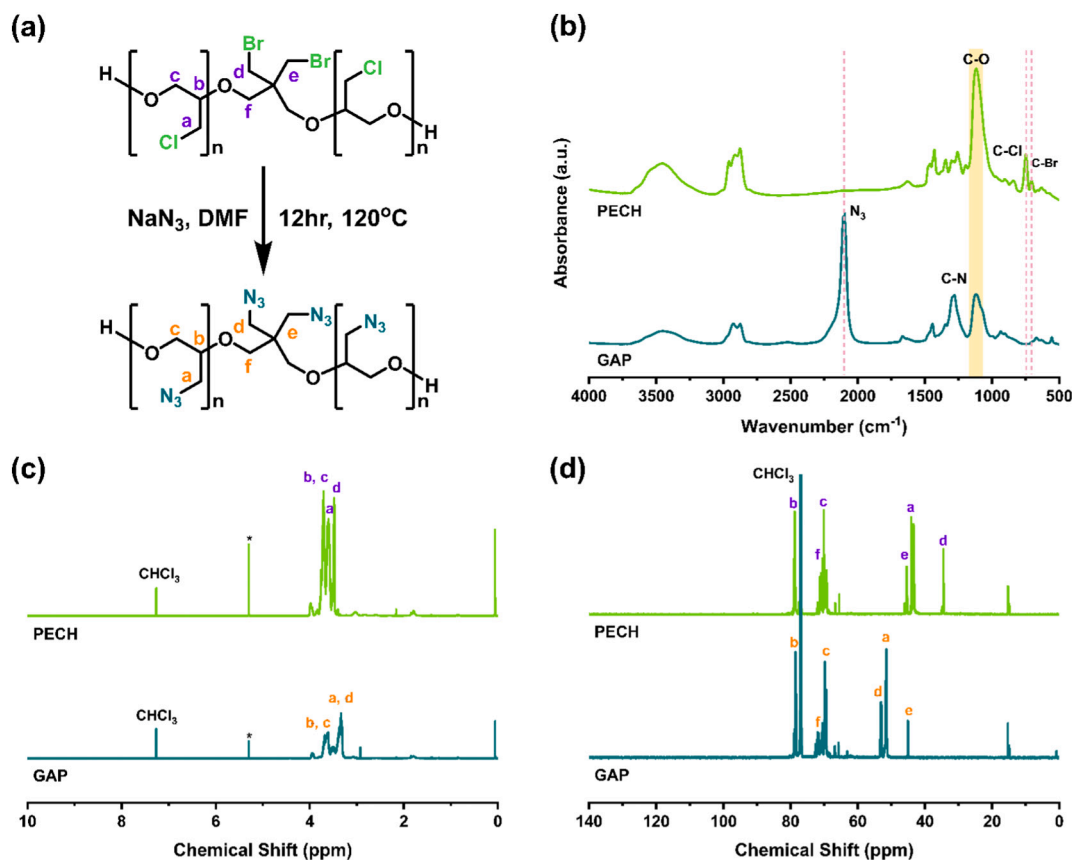 (a)
Br
Br
Cl
H
c
b
d
e
O
O
f
O
O
H
a
Cl
n
n
NaN₃, DMF
12hr, 120°C
N₃
N₃
N₃
H
c
b
d
e
O
O
f
O
O
H
a
N₃
n
n
(b)
C-O
C-Cl
C-Br
PECH
N₃
C-N
GAP
Absorbance (a.u.)
4000 3500 3000 2500 2000 1500 1000 500
Wavenumber (cm⁻¹)
(c)
b, c
d
a
*
CHCl₃
PECH
a, d
b, c
CHCl₃
*
GAP
10 8 6 4 2 0
Chemical Shift (ppm)
(d)
CHCl₃
b
c
a
f
e
d
PECH
b
c
a
d
f
e
GAP
140 120 100 80 60 40 20 0
Chemical Shift (ppm)